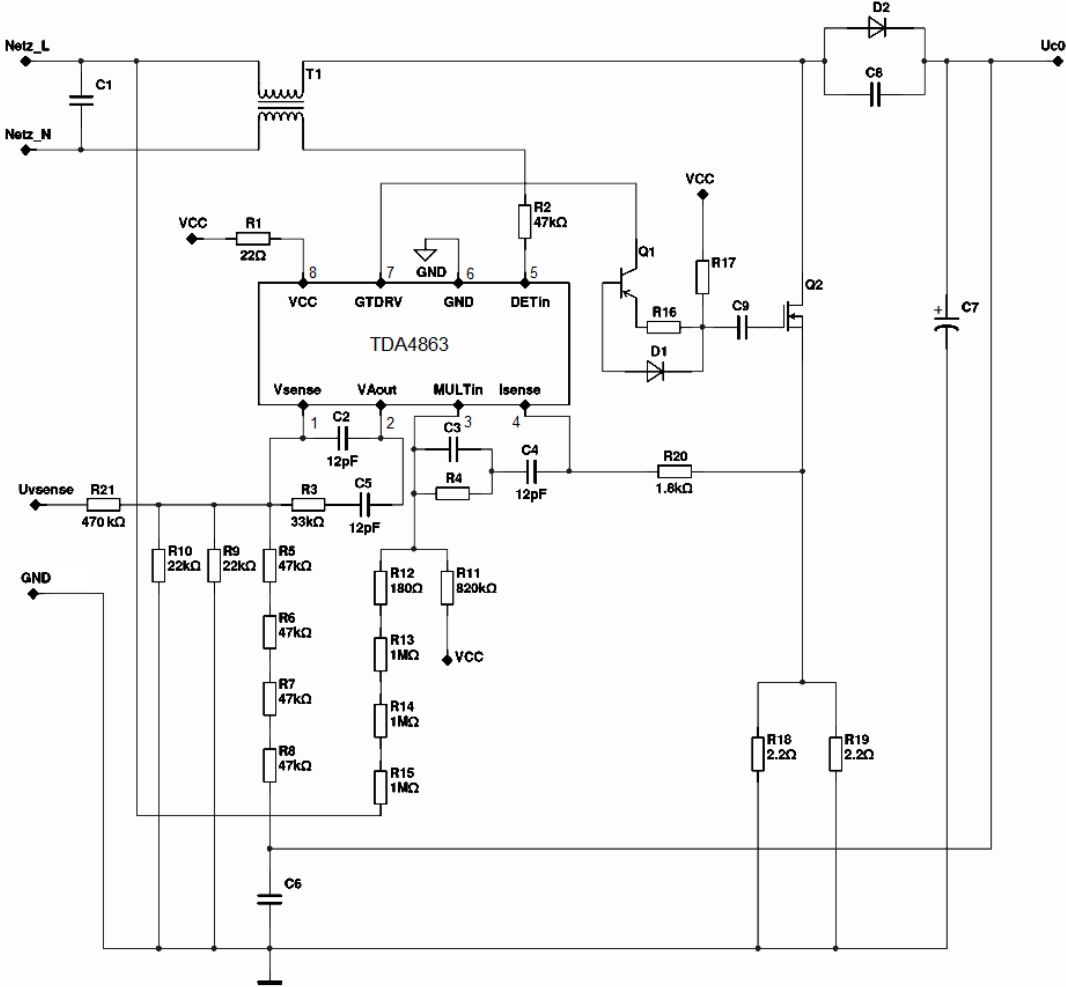 D2
Netz_L
Uc0
T1
C1
C8
Netz_N
VCC
R2
47kΩ
VCC
R1
22Ω
Q1
R17
GND
8
7
6
5
Q2
VCC
GTDRV
GND
DETin
C9
C7
+
R16
TDA4863
D1
Vsense
VAout
MULTin
Isense
1
C2
2
C3
3
4
12pF
C4
R20
R4
12pF
1.8kΩ
Uvsense
R21
R3
C5
470 kΩ
33kΩ
12pF
R10
22kΩ
R9
22kΩ
R5
47kΩ
GND
R12
180Ω
R11
820kΩ
R6
47kΩ
R13
1MΩ
VCC
R7
47kΩ
R14
1MΩ
R8
47kΩ
R15
1MΩ
R18
2.2Ω
R19
2.2Ω
C6